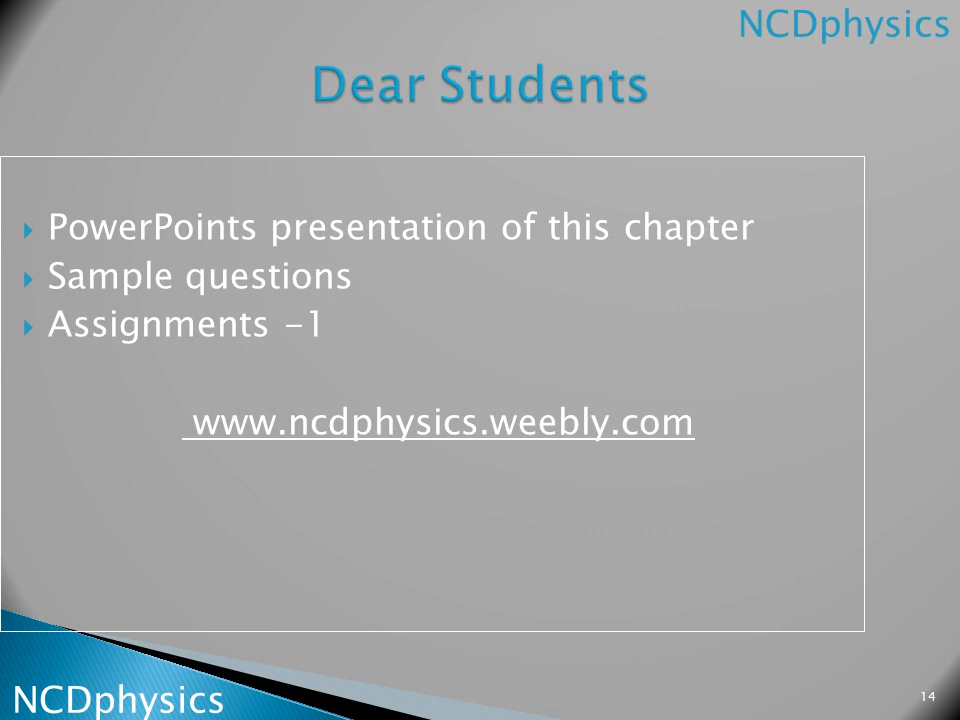 NCDphysics
Dear Students
PowerPoints presentation of this chapter
Sample questions
Assignments -1
www.ncdphysics.weebly.com
NCDphysics
14